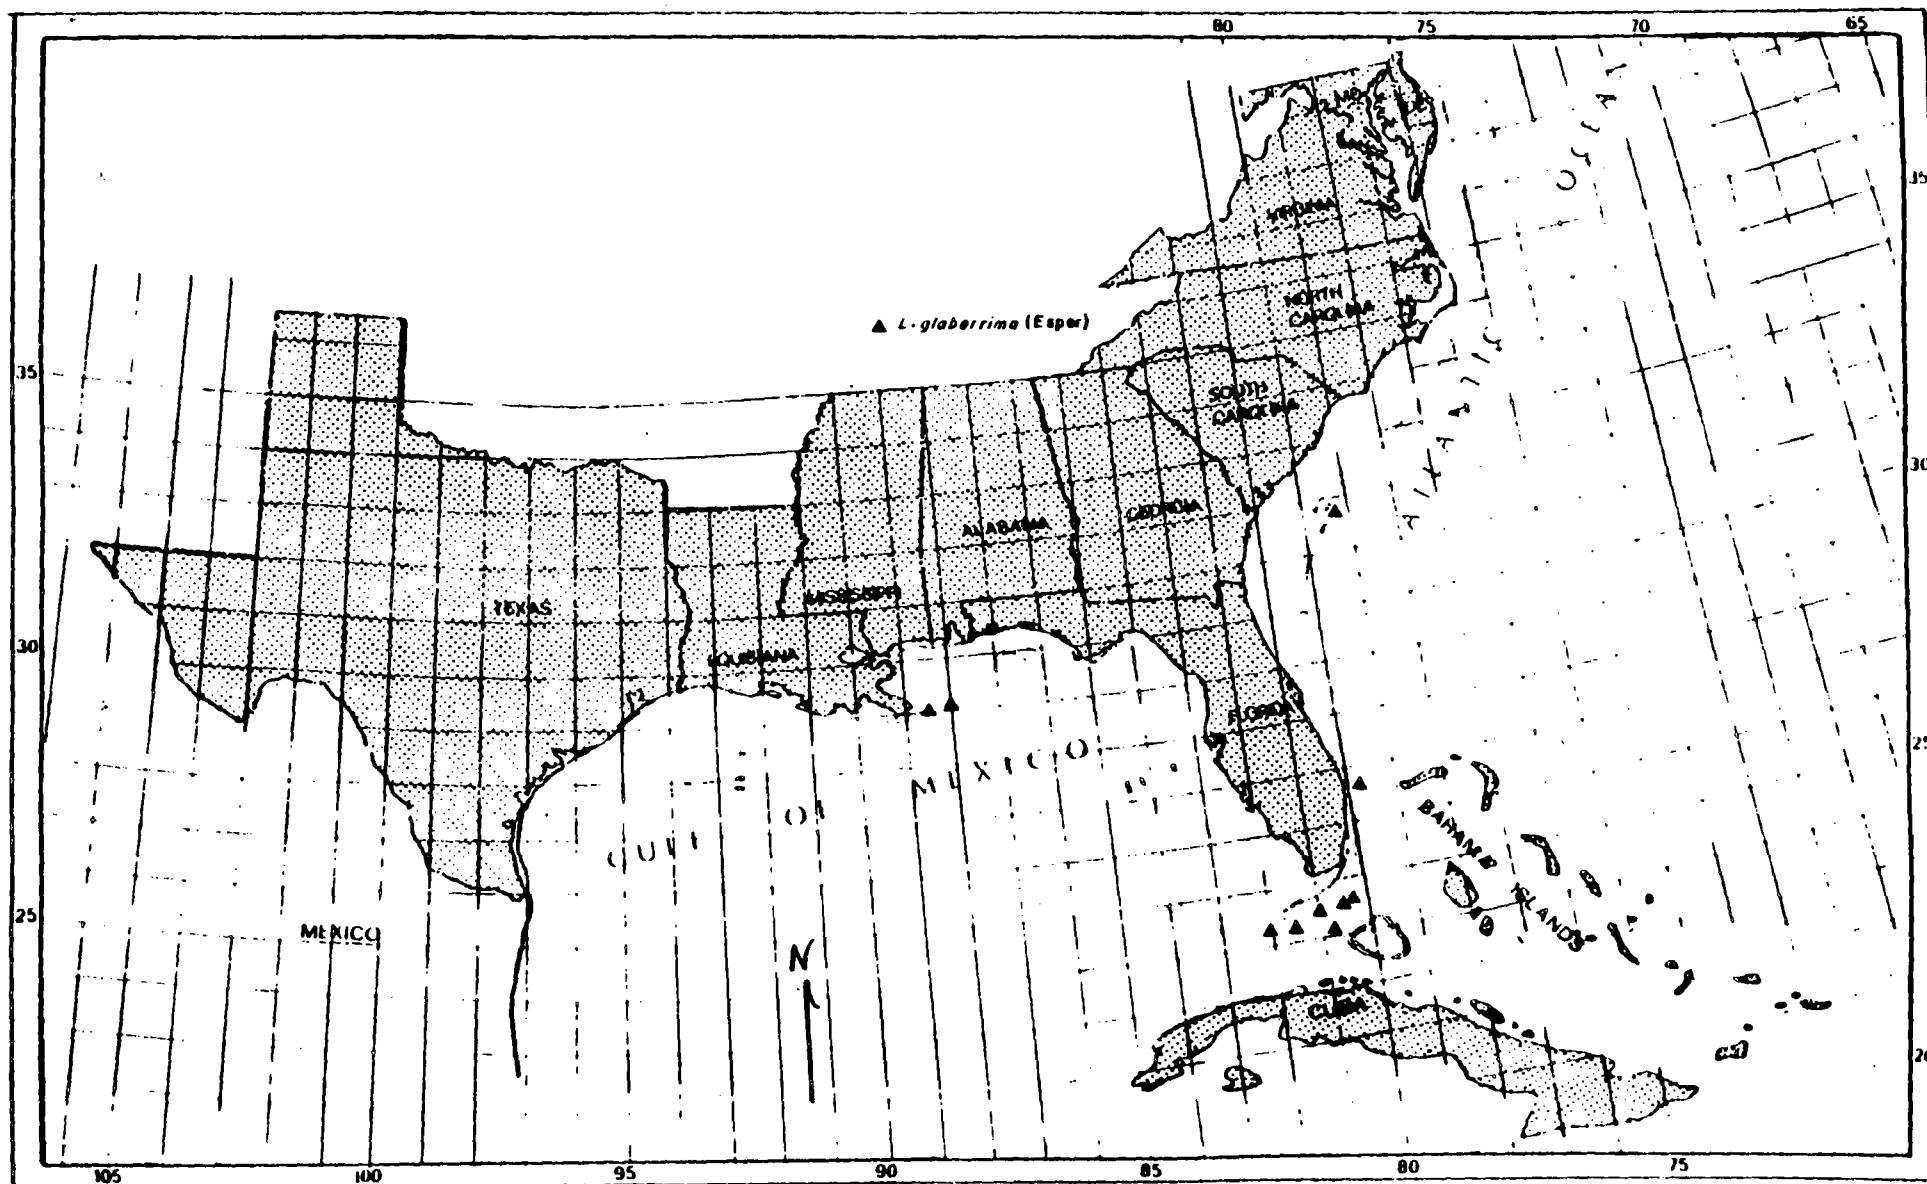 80 75 70 65
35
30
25
20
35
30
25
105 100 95 90 85 80 75
▲ L. glaberrima (Esper)
VIRGINIA
NORTH
CAROLINA
SOUTH
CAROLINA
GEORGIA
ALABAMA
MISSISSIPPI
LOUISIANA
TEXAS
FLORIDA
MEXICO
GULF OF MEXICO
ATLANTIC OCEAN
BAHAMA
ISLANDS
CUBA
N